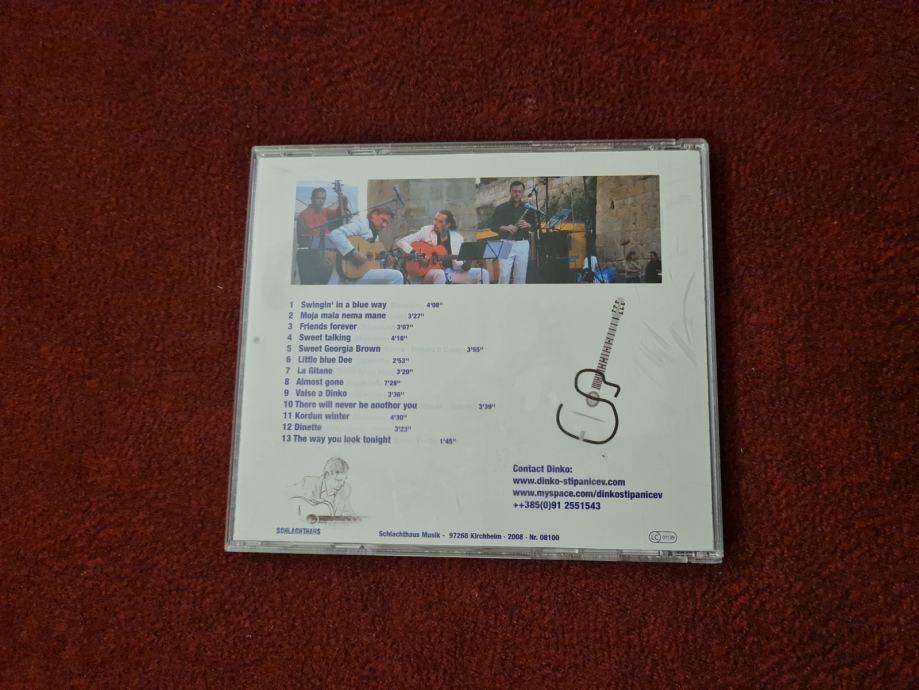 1 Swingin' in a blue way 4'08"
2 Moja mala nema mane 3'27"
3 Friends forever 3'07"
4 Sweet talking 4'16"
5 Sweet Georgia Brown 3'55"
6 Little blue Dee 2'53"
7 La Gitane 3'20"
8 Almost gone 7'28"
9 Valse a Dinko 2'36"
10 There will never be another you 3'39"
11 Kordun winter 4'30"
12 Dinette 3'23"
13 The way you look tonight 1'45"
Contact Dinko:
www.dinko-stipanicev.com
www.myspace.com/dinkostipanicev
++385(0)91 2551543
SCHLACHTHAUS
Schlachthaus Musik - 97268 Kirchheim - 2008 - Nr. 08100
LC